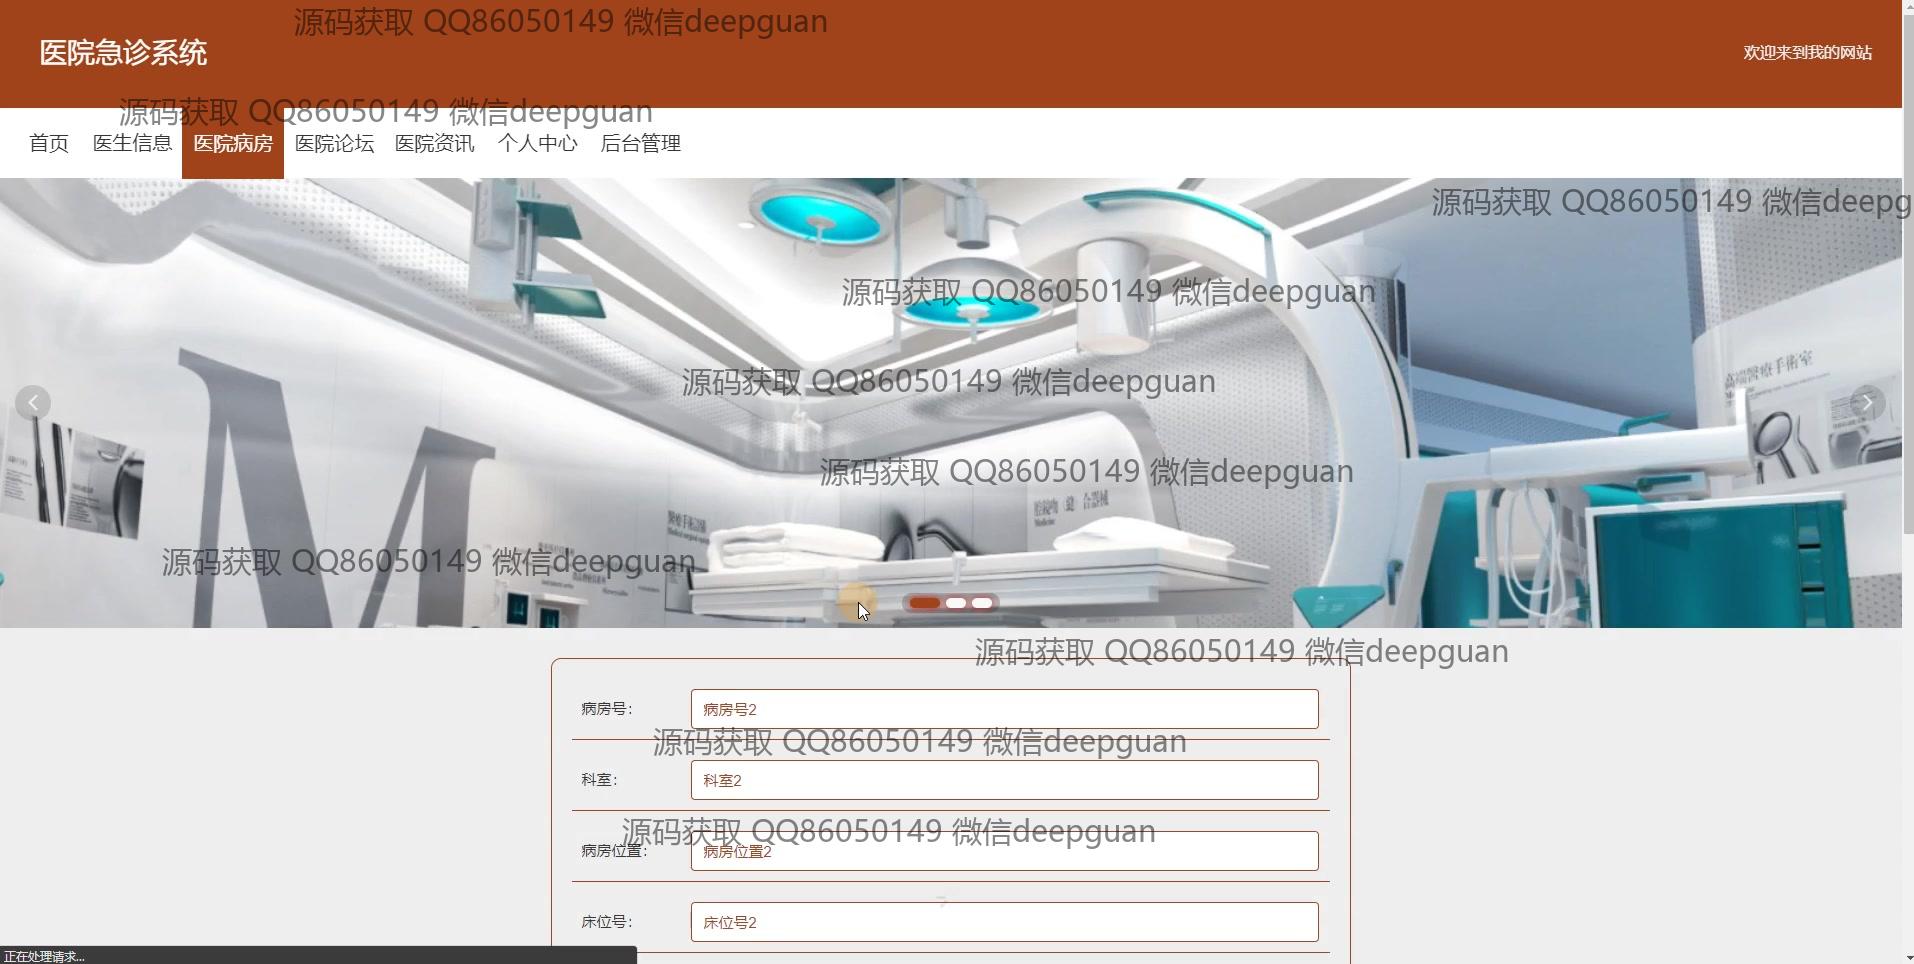 源码获取 QQ86050149 微信deepguan
医院急诊系统
欢迎来到我的网站
源码获取 QQ86050149 微信deepguan
首页 医生信息 医院病房 医院论坛 医院资讯 个人中心 后台管理
源码获取 QQ86050149 微信deepg
源码获取 QQ86050149 微信deepguan
高端醫療手術室
源码获取 QQ86050149 微信deepguan
M
源码获取 QQ86050149 微信deepguan
源码获取 QQ86050149 微信deepguan
源码获取 QQ86050149 微信deepguan
病房号： 病房号2
源码获取 QQ86050149 微信deepguan
科室： 科室2
源码获取 QQ86050149 微信deepguan
病房位置： 病房位置2
床位号： 床位号2
正在处理请求...